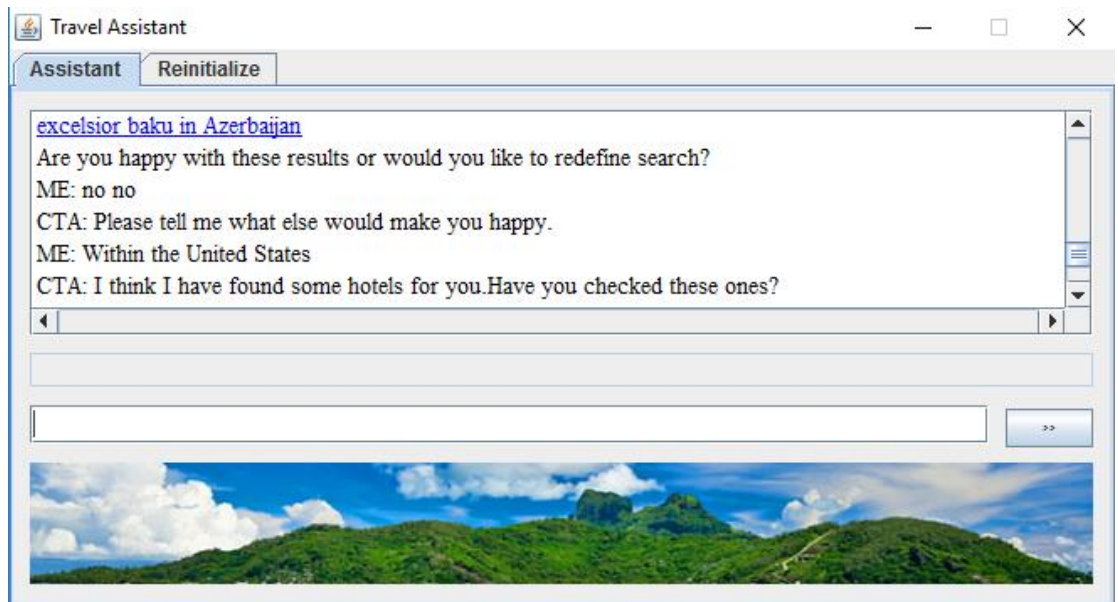 Travel Assistant
Assistant Reinitialize
excelsior baku in Azerbaijan
Are you happy with these results or would you like to redefine search?
ME: no no
CTA: Please tell me what else would make you happy.
ME: Within the United States
CTA: I think I have found some hotels for you.Have you checked these ones?
>>